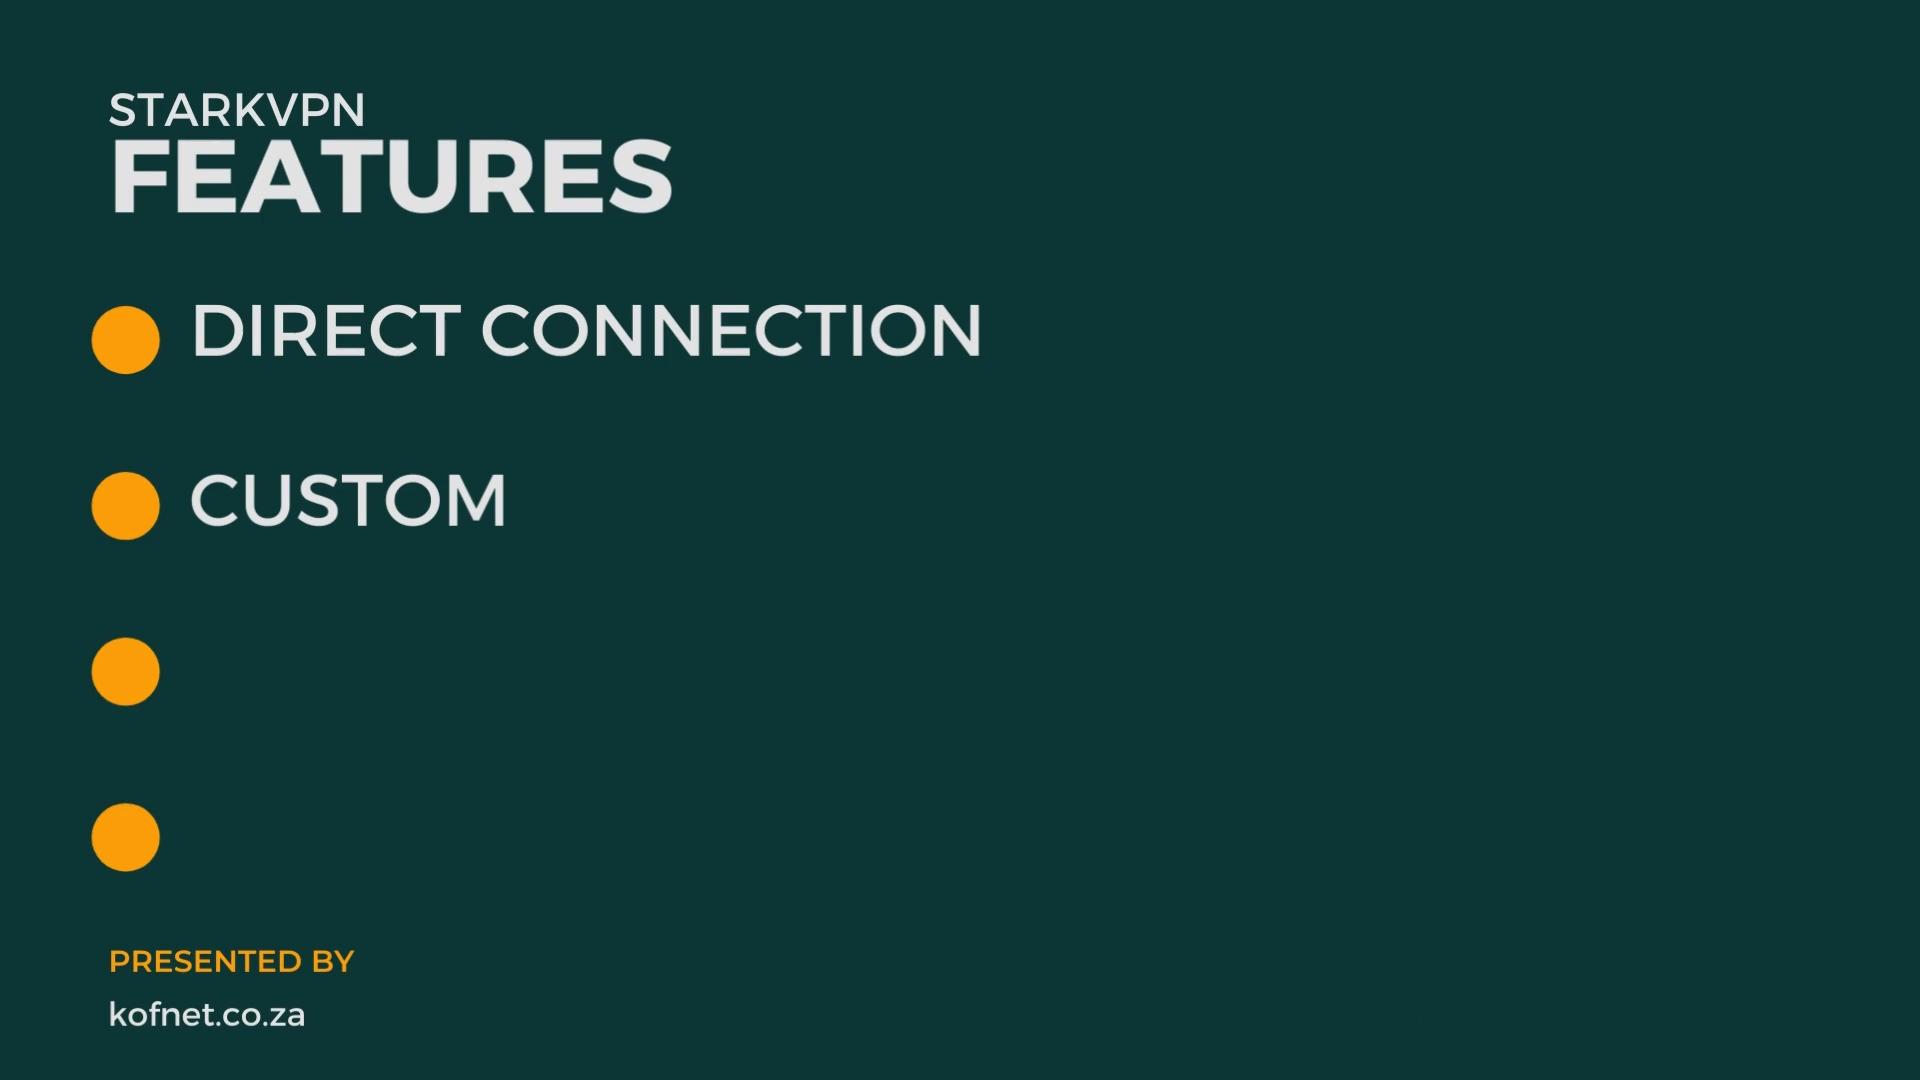 STARKVPN
FEATURES
DIRECT CONNECTION
CUSTOM
PRESENTED BY
kofnet.co.za